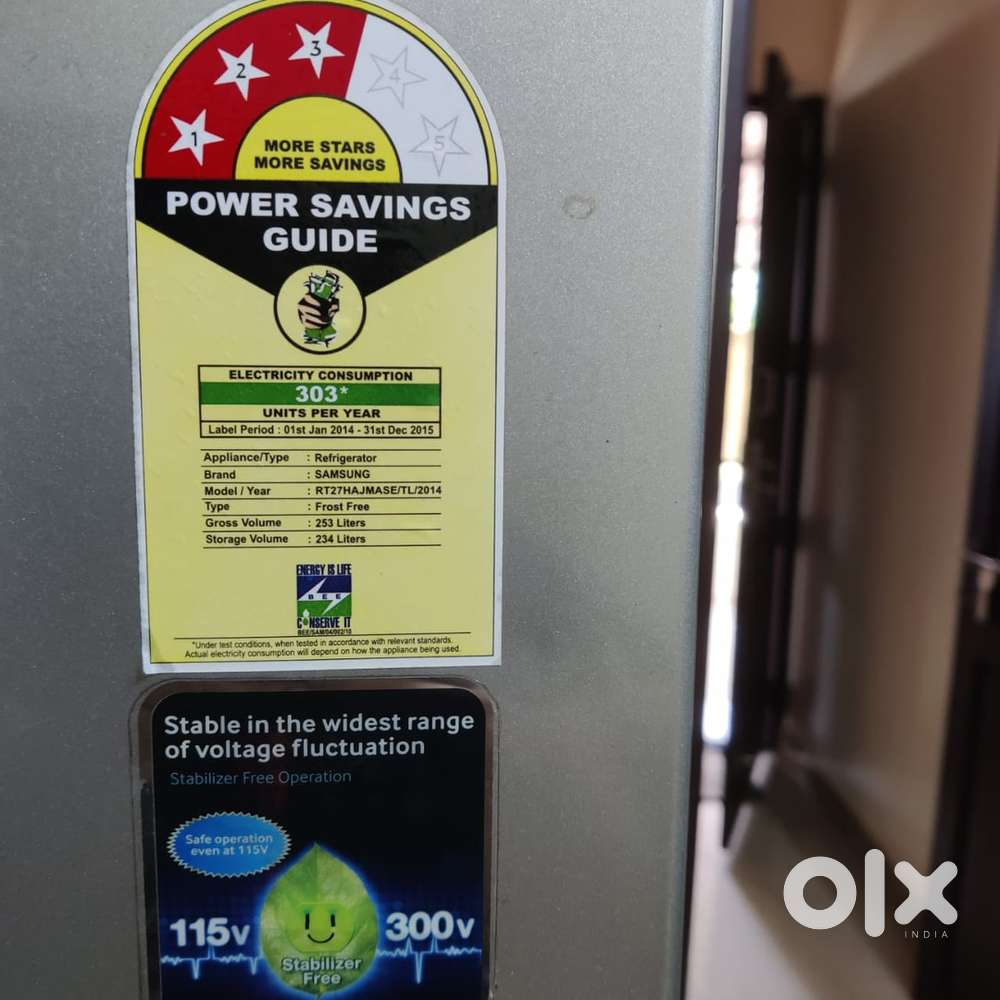 1 2 3 4 5
MORE STARS
MORE SAVINGS
POWER SAVINGS
GUIDE
ELECTRICITY CONSUMPTION
303*
UNITS PER YEAR
Label Period : 01st Jan 2014 - 31st Dec 2015
Appliance/Type : Refrigerator
Brand : SAMSUNG
Model / Year : RT27HAJMASE/TL/2014
Type : Frost Free
Gross Volume : 253 Liters
Storage Volume : 234 Liters
ENERGY IS LIFE
BEE
CONSERVE IT
BEE/SAM/04/002/10
*Under test conditions, when tested in accordance with relevant standards.
Actual electricity consumption will depend on how the appliance being used.
Stable in the widest range
of voltage fluctuation
Stabilizer Free Operation
Safe operation
even at 115V
115V 300V
Stabilizer
Free
olx
INDIA